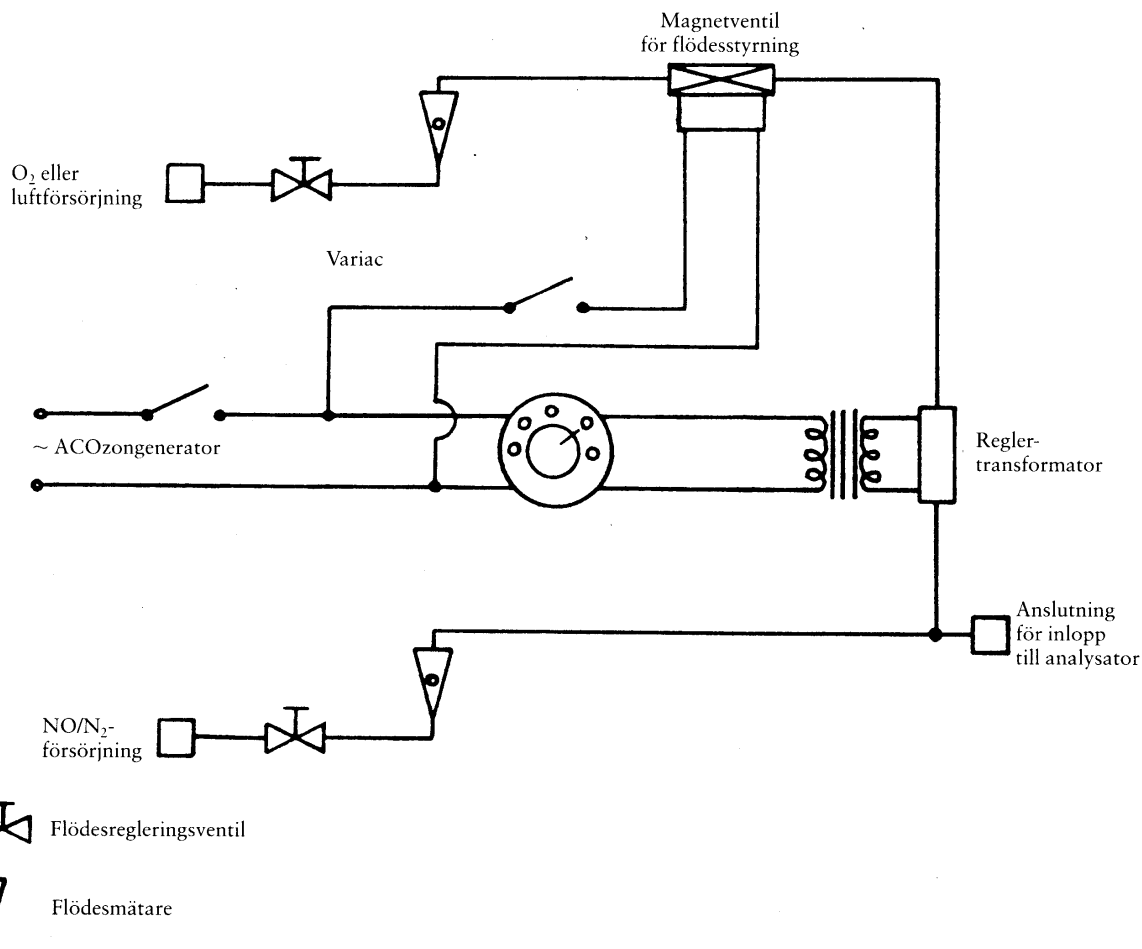 Magnetventil
för flödesstyrning
O₂ eller
luftförsörjning
Variac
~ ACOzongenerator
Regler-
transformator
Anslutning
för inlopp
till analysator
NO/N₂-
försörjning
Flödesregleringsventil
Flödesmätare